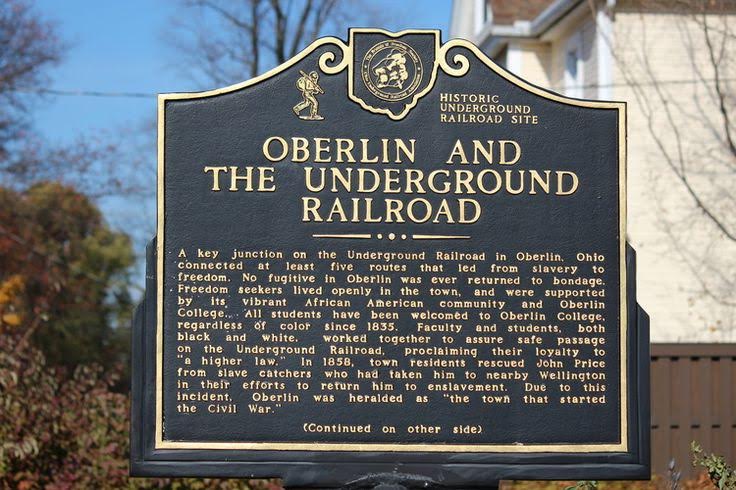 HISTORIC
UNDERGROUND
RAILROAD SITE
OBERLIN AND
THE UNDERGROUND
RAILROAD
A key junction on the Underground Railroad in Oberlin, Ohio
connected at least five routes that led from slavery to
freedom. No fugitive in Oberlin was ever returned to bondage.
Freedom seekers lived openly in the town, and were supported
by its vibrant African American community and Oberlin
College. All students have been welcomed to Oberlin College,
regardless of color since 1835. Faculty and students, both
black and white, worked together to assure safe passage
on the Underground Railroad, proclaiming their loyalty to
"a higher law." In 1858, town residents rescued John Price
from slave catchers who had taken him to nearby Wellington
in their efforts to return him to enslavement. Due to this
incident, Oberlin was heralded as "the town that started
the Civil War."
(Continued on other side)